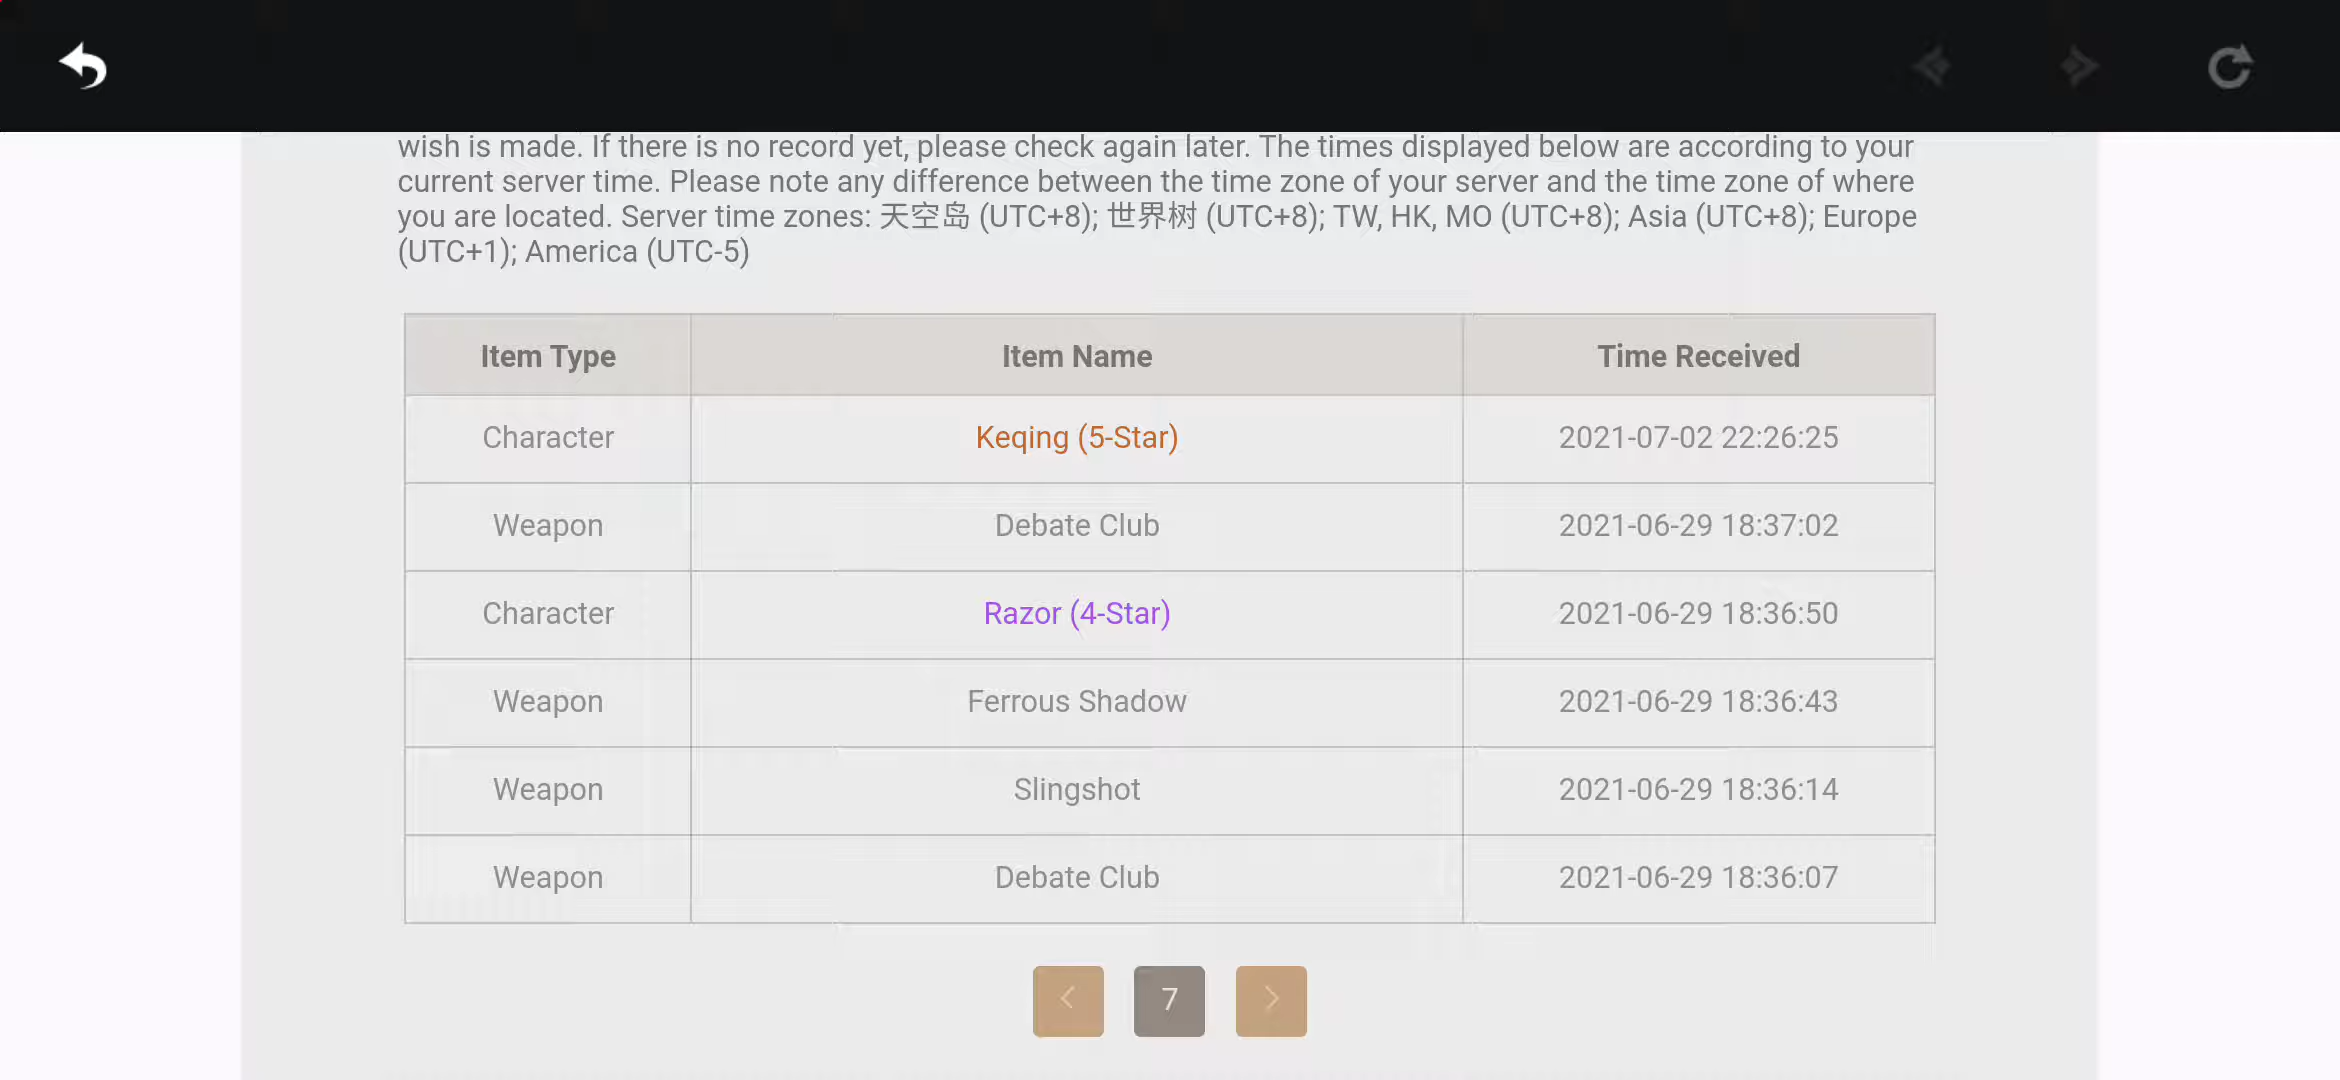 wish is made. If there is no record yet, please check again later. The times displayed below are according to your
current server time. Please note any difference between the time zone of your server and the time zone of where
you are located. Server time zones: 天空岛 (UTC+8); 世界树 (UTC+8); TW, HK, MO (UTC+8); Asia (UTC+8); Europe
(UTC+1); America (UTC-5)
Item Type Item Name Time Received
Character Keqing (5-Star) 2021-07-02 22:26:25
Weapon Debate Club 2021-06-29 18:37:02
Character Razor (4-Star) 2021-06-29 18:36:50
Weapon Ferrous Shadow 2021-06-29 18:36:43
Weapon Slingshot 2021-06-29 18:36:14
Weapon Debate Club 2021-06-29 18:36:07
7